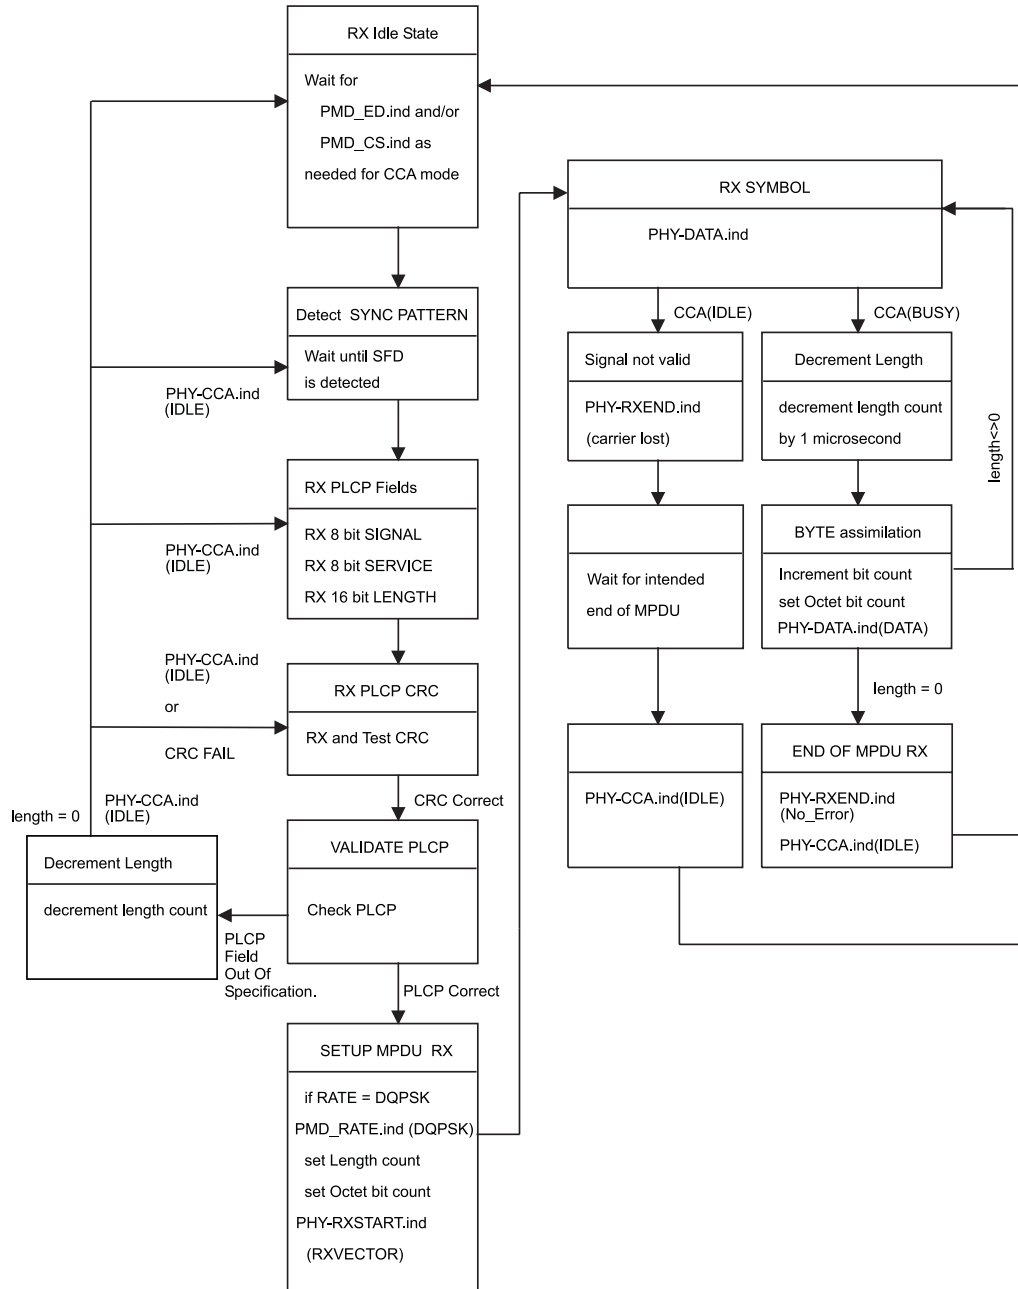 RX Idle State
Wait for
PMD_ED.ind and/or
PMD_CS.ind as
needed for CCA mode
Detect SYNC PATTERN
Wait until SFD
is detected
PHY-CCA.ind
(IDLE)
RX PLCP Fields
RX 8 bit SIGNAL
RX 8 bit SERVICE
RX 16 bit LENGTH
PHY-CCA.ind
(IDLE)
PHY-CCA.ind
(IDLE)
or
CRC FAIL
RX PLCP CRC
RX and Test CRC
CRC Correct
length = 0
PHY-CCA.ind
(IDLE)
Decrement Length
decrement length count
VALIDATE PLCP
Check PLCP
PLCP
Field
Out Of
Specification.
PLCP Correct
SETUP MPDU RX
if RATE = DQPSK
PMD_RATE.ind (DQPSK)
set Length count
set Octet bit count
PHY-RXSTART.ind
(RXVECTOR)
RX SYMBOL
PHY-DATA.ind
CCA(IDLE)
CCA(BUSY)
Signal not valid
PHY-RXEND.ind
(carrier lost)
Wait for intended
end of MPDU
PHY-CCA.ind(IDLE)
Decrement Length
decrement length count
by 1 microsecond
length<>0
BYTE assimilation
Increment bit count
set Octet bit count
PHY-DATA.ind(DATA)
length = 0
END OF MPDU RX
PHY-RXEND.ind
(No_Error)
PHY-CCA.ind(IDLE)